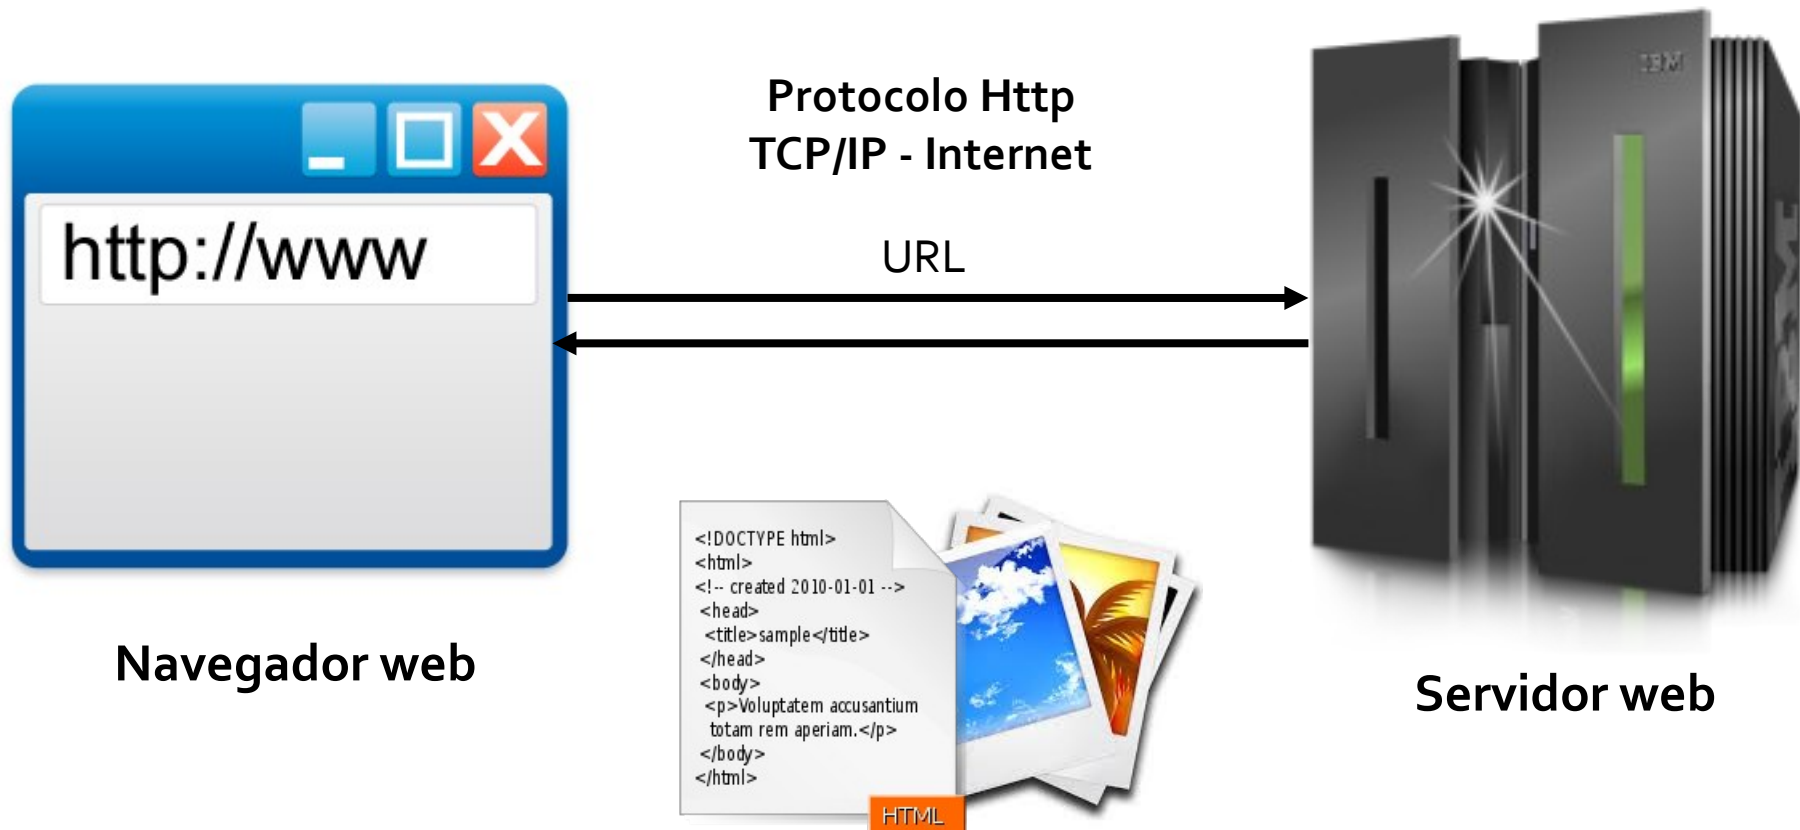 Protocolo Http
TCP/IP - Internet
IBM
http://www
URL
<!DOCTYPE html>
<html>
<!-- created 2010-01-01 -->
<head>
<title>sample</title>
</head>
<body>
<p>Voluptatem accusantium
totam rem aperiam.</p>
</body>
</html>
HTML
Navegador web
Servidor web